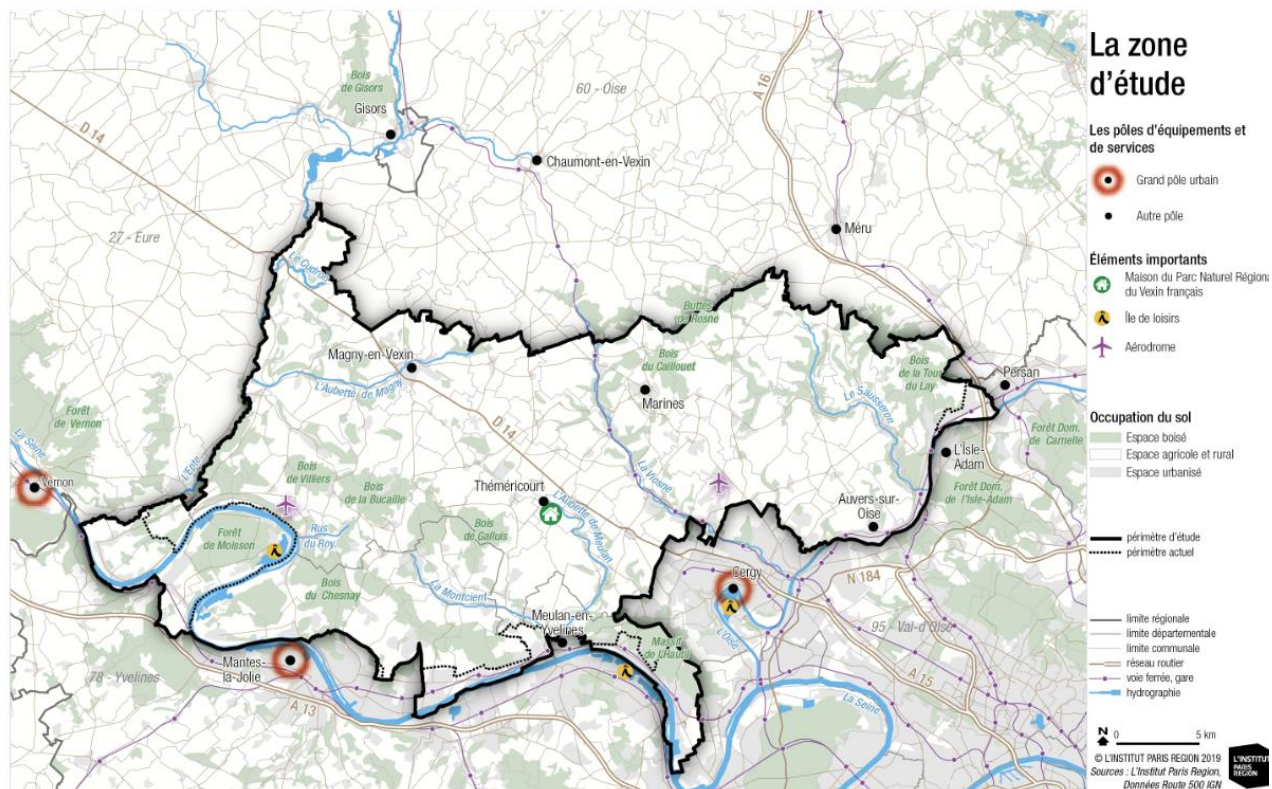 La zone
d'étude
Les pôles d'équipements et
de services
Grand pôle urbain
Autre pôle
Éléments importants
Maison du Parc Naturel Régiona
du Vexin français
Île de loisirs
Aérodrome
Occupation du sol
Espace boisé
Espace agricole et rural
Espace urbanisé
périmètre d'étude
périmètre actuel
limite régionale
limite départementale
limite communale
réseau routier
voie ferrée, gare
hydrographie
N
0
5 km
© L'INSTITUT PARIS REGION 2019
Sources : L'Institut Paris Region,
Données Route 500 IGN
L'INSTITUT
PARIS
REGION
Bois
de Gisors
Gisors
60 - Oise
A 16
D 14
Chaumont-en-Vexin
Méru
27 - Eure
Le Cudron
Buttes
de Rosne
Magny-en-Vexin
L'Aubette de Magny
Bois
du Caillouet
Marines
Bois
de la Tour
du Lay
Persan
Le Sausseron
Forêt
de Vernon
La Seine
Vernon
L'Epte
D 14
La Viosne
L'Isle-
Adam
Forêt Dom.
de Carnelle
Bois
de Villiers
Bois
de la Bucaille
Théméricourt
L'Aubette de Meulan
Auvers-sur-
Oise
Forêt Dom.
de l'Isle-Adam
Forêt
de Moisson
Rus
du Roy
Bois
de Galluis
Bois
du Chesnay
La Montcient
Cergy
N 184
Meulan-en-
Yvelines
Massif
de l'Hautil
L'Oise
95 - Val-d'Oise
Mantes-
la-Jolie
78 - Yvelines
A 13
A 15
La Seine